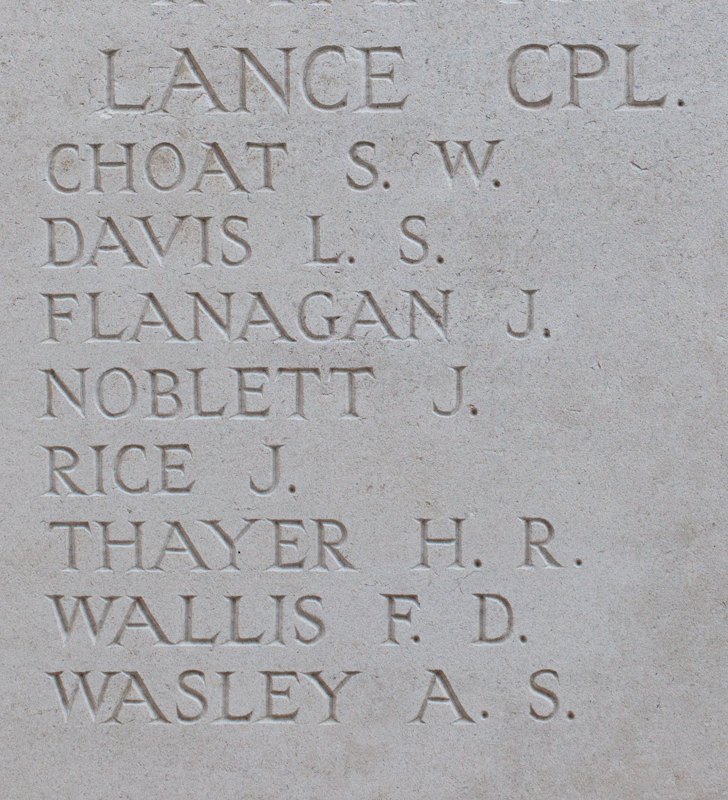 LANCE CPL.
CHOAT S. W.
DAVIS L. S.
FLANAGAN J.
NOBLETT J.
RICE J.
THAYER H. R.
WALLIS F. D.
WASLEY A. S.